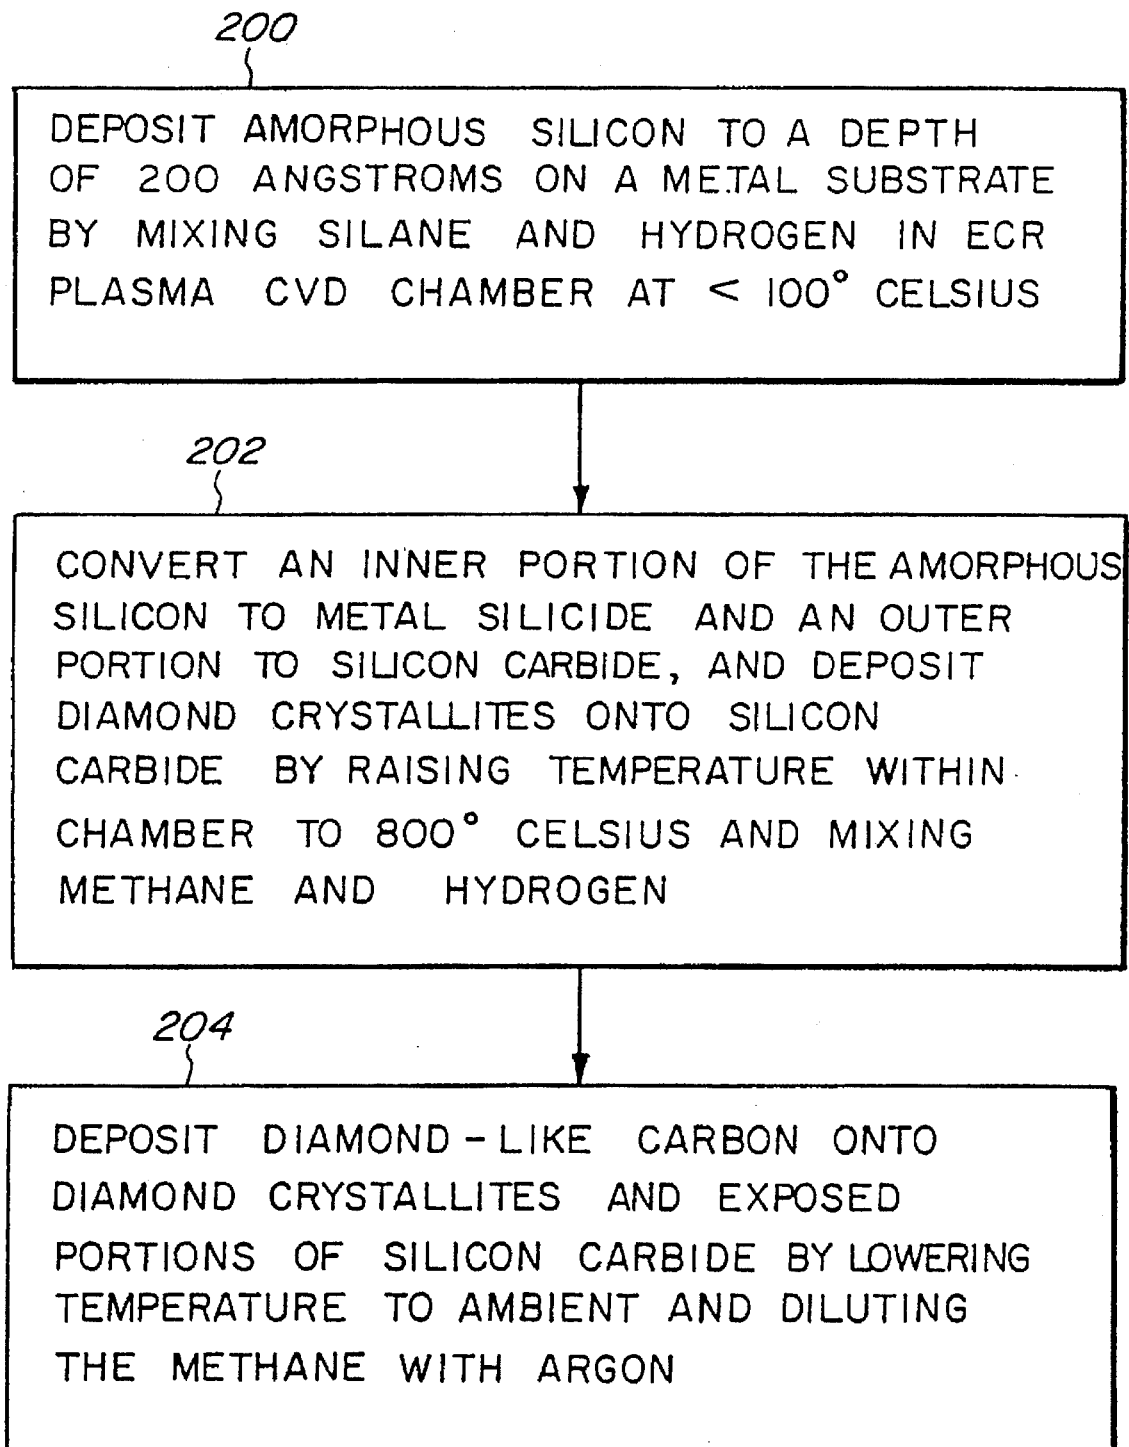 200
DEPOSIT AMORPHOUS SILICON TO A DEPTH
OF 200 ANGSTROMS ON A METAL SUBSTRATE
BY MIXING SILANE AND HYDROGEN IN ECR
PLASMA CVD CHAMBER AT < 100° CELSIUS
202
CONVERT AN INNER PORTION OF THE AMORPHOUS
SILICON TO METAL SILICIDE AND AN OUTER
PORTION TO SILICON CARBIDE, AND DEPOSIT
DIAMOND CRYSTALLITES ONTO SILICON
CARBIDE BY RAISING TEMPERATURE WITHIN
CHAMBER TO 800° CELSIUS AND MIXING
METHANE AND HYDROGEN
204
DEPOSIT DIAMOND-LIKE CARBON ONTO
DIAMOND CRYSTALLITES AND EXPOSED
PORTIONS OF SILICON CARBIDE BY LOWERING
TEMPERATURE TO AMBIENT AND DILUTING
THE METHANE WITH ARGON